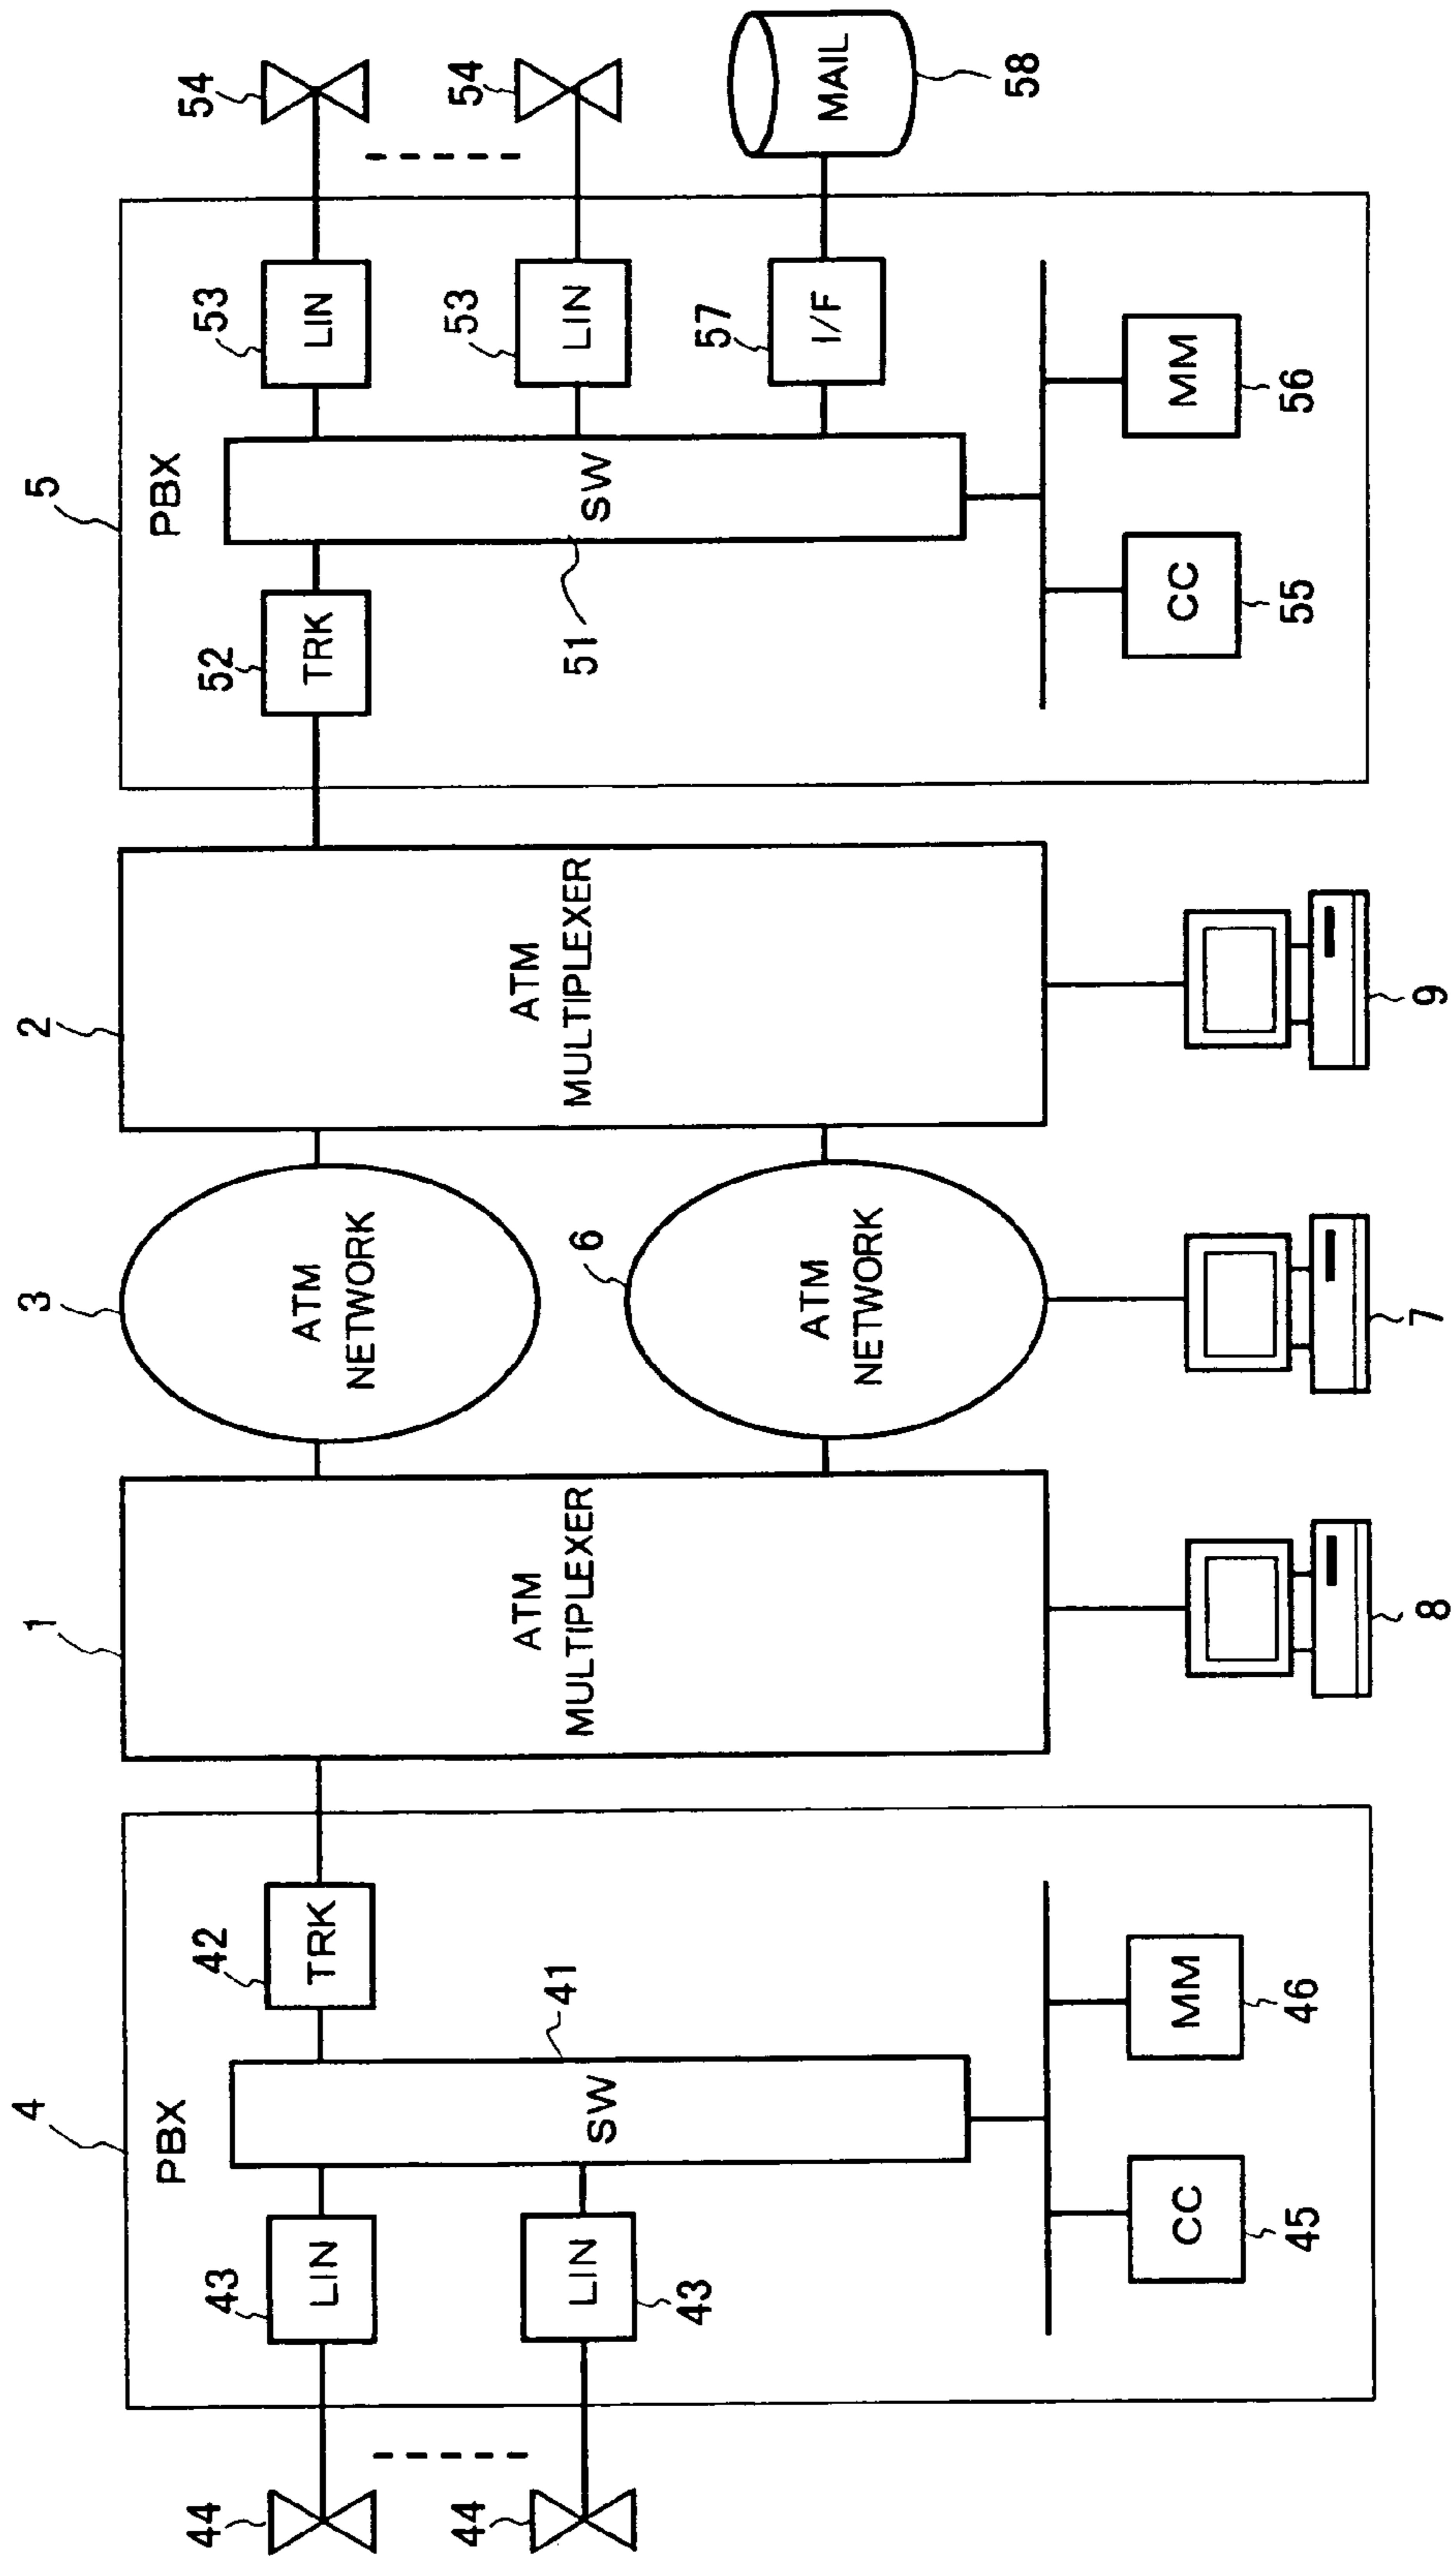 4
1
3
2
5
PBX
44
43
LIN
42
TRK
41
SW
44
LIN
43
CC
45
MM
46
ATM
MULTIPLEXER
8
ATM
NETWORK
6
ATM
NETWORK
7
ATM
MULTIPLEXER
9
PBX
52
TRK
51
SW
53
LIN
54
53
LIN
54
57
I/F
MAIL
58
CC
55
MM
56